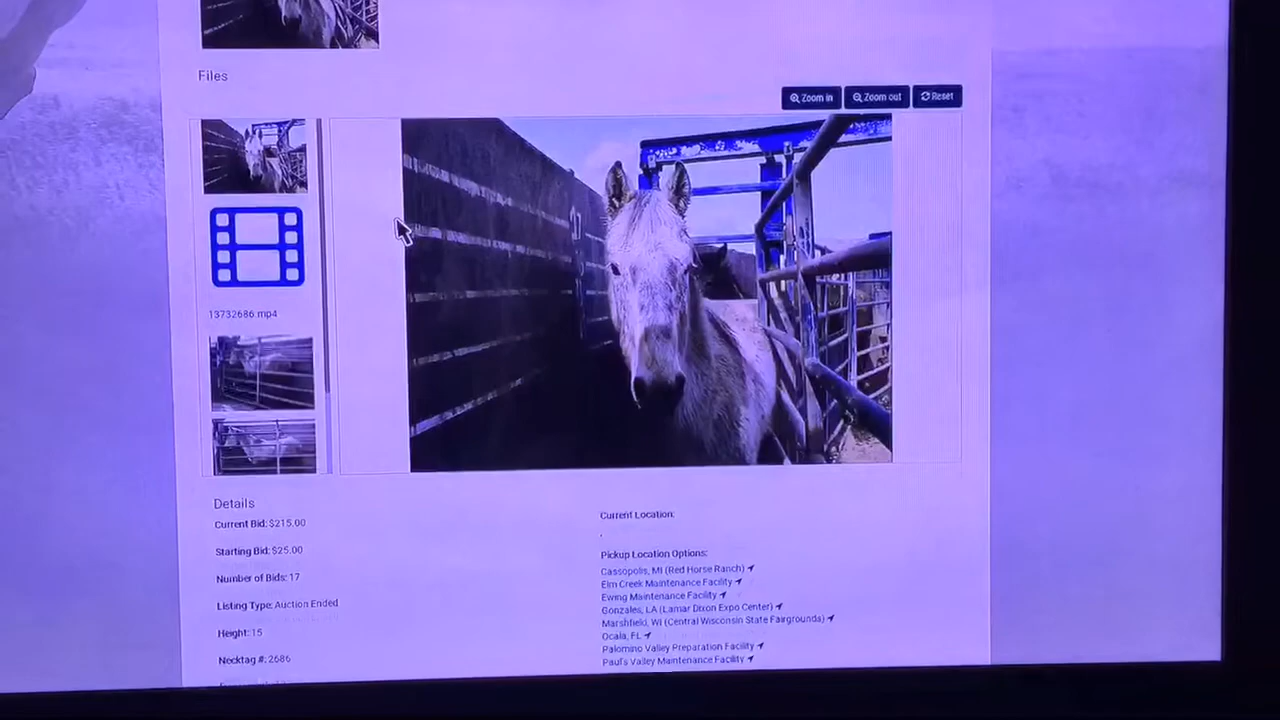 Files
Zoom in
Zoom out
Reset
13732686.mp4
Details
Current Bid: $215.00
Starting Bid: $25.00
Number of Bids: 17
Listing Type: Auction Ended
Height: 15
Necktag #: 2686
Current Location:
Pickup Location Options:
Cassopolis, MI (Red Horse Ranch)
Elm Creek Maintenance Facility
Ewing Maintenance Facility
Gonzales, LA (Lamar Dixon Expo Center)
Marshfield, WI (Central Wisconsin State Fairgrounds)
Ocala, FL
Palomino Valley Preparation Facility
Paul's Valley Maintenance Facility